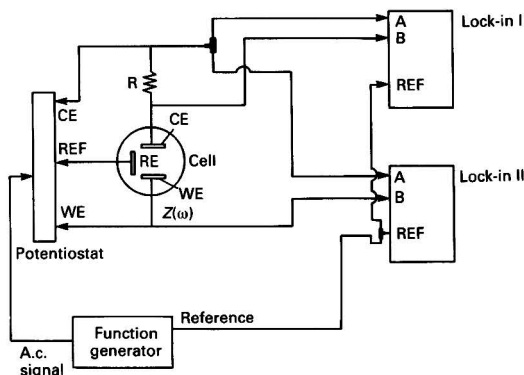 A
B
REF
Lock-in I
R
CE
CE
REF
RE
Cell
WE
WE
Z(ω)
Potentiostat
A
B
REF
Lock-in II
Reference
Function
generator
A.c.
signal